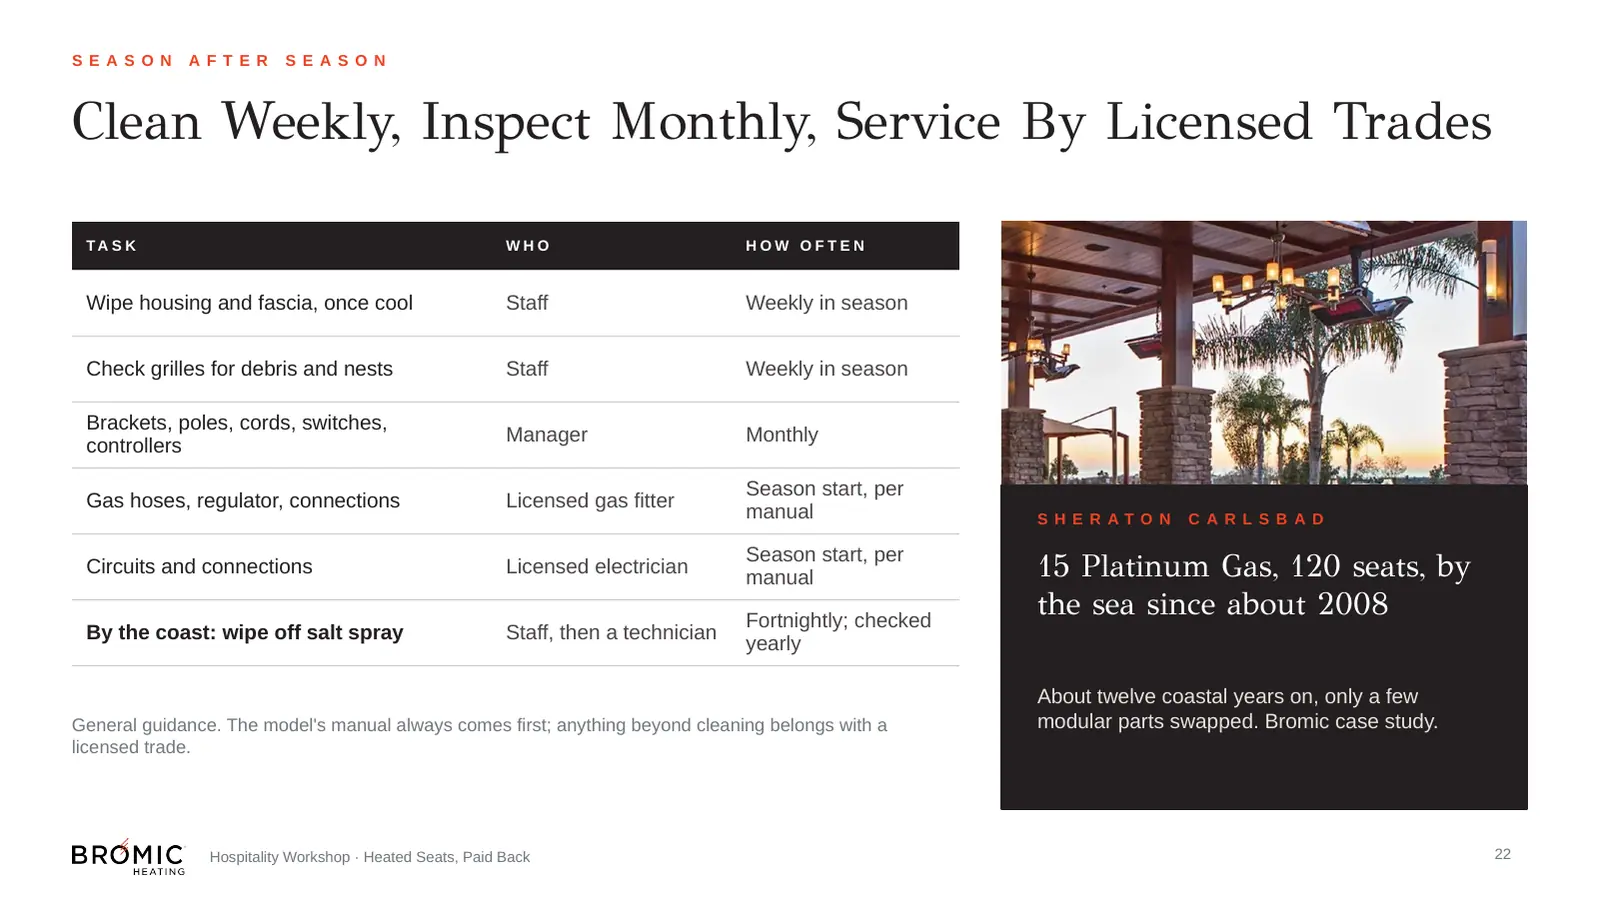 SEASON AFTER SEASON
Clean Weekly, Inspect Monthly, Service By Licensed Trades
TASK WHO HOW OFTEN
Wipe housing and fascia, once cool Staff Weekly in season
Check grilles for debris and nests Staff Weekly in season
Brackets, poles, cords, switches,
controllers Manager Monthly
Gas hoses, regulator, connections Licensed gas fitter Season start, per
manual
Circuits and connections Licensed electrician Season start, per
manual
By the coast: wipe off salt spray Staff, then a technician Fortnightly; checked
yearly
General guidance. The model's manual always comes first; anything beyond cleaning belongs with a
licensed trade.
SHERATON CARLSBAD
15 Platinum Gas, 120 seats, by
the sea since about 2008
About twelve coastal years on, only a few
modular parts swapped. Bromic case study.
BROMIC
HEATING
Hospitality Workshop · Heated Seats, Paid Back
22